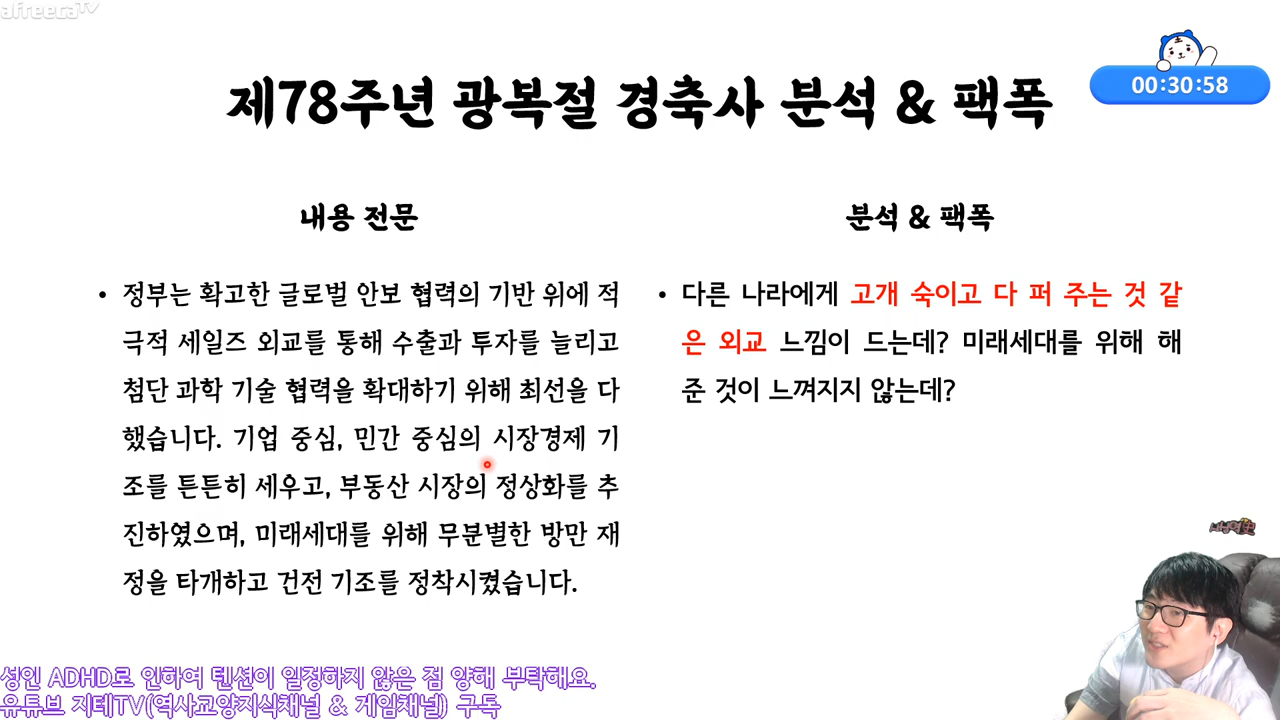 afreecaTV
00:30:58
제78주년 광복절 경축사 분석 & 팩폭
내용 전문
• 정부는 확고한 글로벌 안보 협력의 기반 위에 적
극적 세일즈 외교를 통해 수출과 투자를 늘리고
첨단 과학 기술 협력을 확대하기 위해 최선을 다
했습니다. 기업 중심, 민간 중심의 시장경제 기
조를 튼튼히 세우고, 부동산 시장의 정상화를 추
진하였으며, 미래세대를 위해 무분별한 방만 재
정을 타개하고 건전 기조를 정착시켰습니다.
분석 & 팩폭
• 다른 나라에게 고개 숙이고 다 퍼 주는 것 같
은 외교 느낌이 드는데? 미래세대를 위해 해
준 것이 느껴지지 않는데?
성인 ADHD로 인하여 텐션이 일정하지 않은 점 양해 부탁해요.
유튜브 지테TV(역사교양지식채널 & 게임채널) 구독